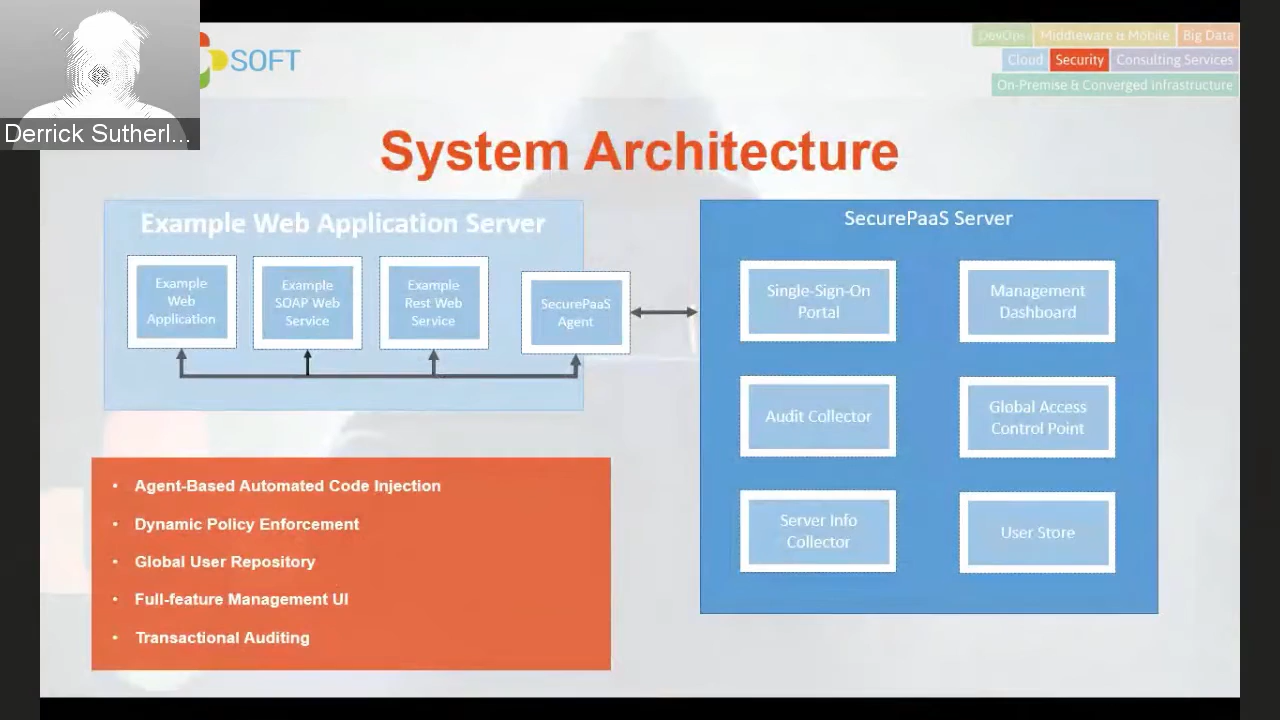 Derrick Sutherl...
SOFT
DevOps Middleware & Mobile Big Data
Cloud Security Consulting Services
On-Premise & Converged Infrastructure
System Architecture
Example Web Application Server
Example
Web
Application
Example
SOAP Web
Service
Example
Rest Web
Service
SecurePaaS
Agent
SecurePaaS Server
Single-Sign-On
Portal
Management
Dashboard
Audit Collector
Global Access
Control Point
Server Info
Collector
User Store
• Agent-Based Automated Code Injection
• Dynamic Policy Enforcement
• Global User Repository
• Full-feature Management UI
• Transactional Auditing